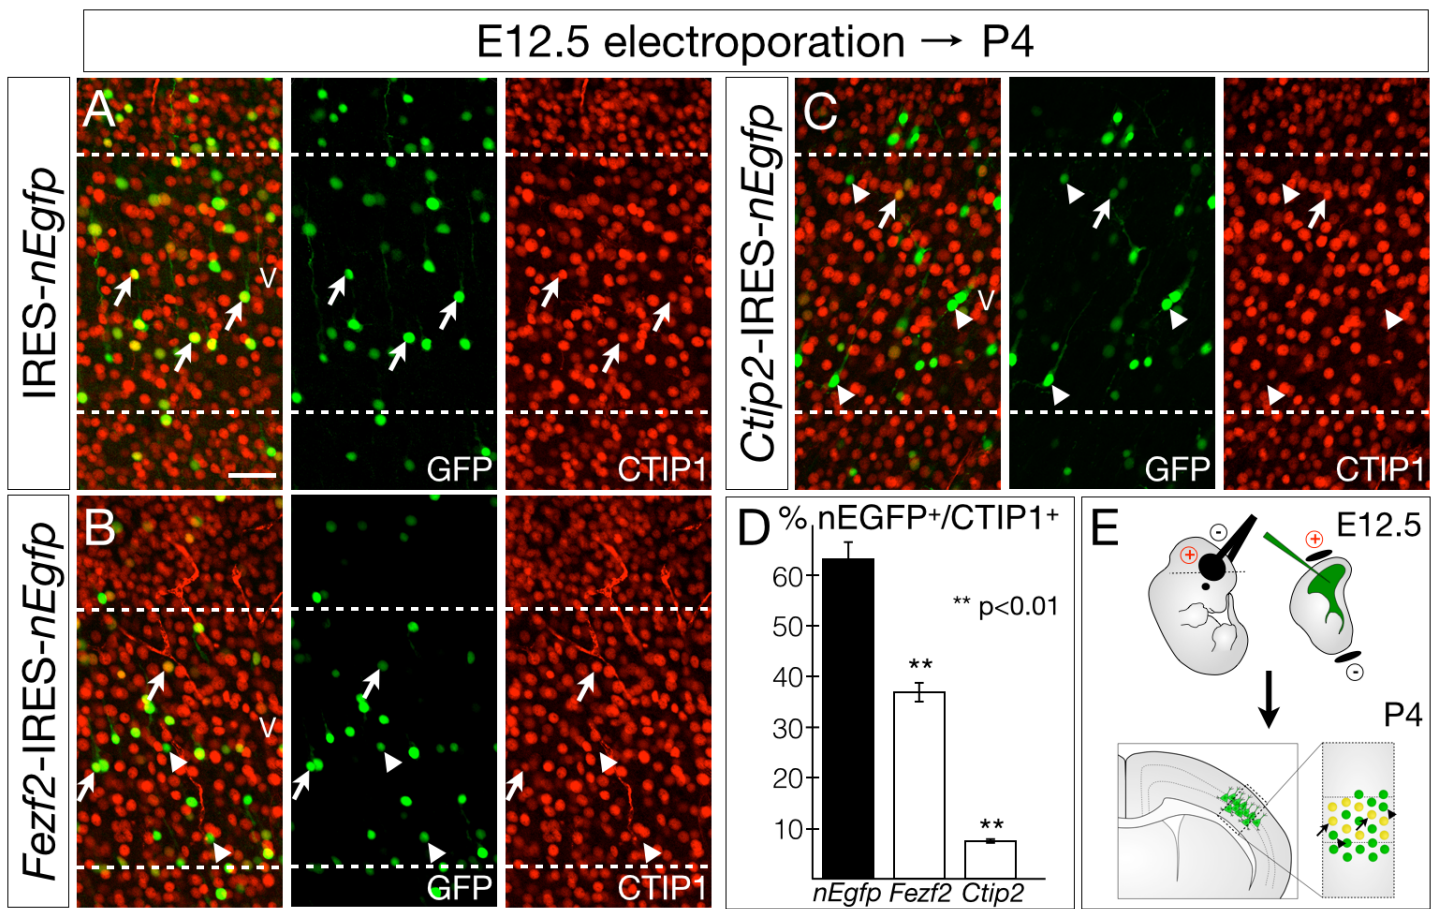 E12.5 electroporation → P4
IRES-nEgfp
A
V
GFP
CTIP1
Ctip2-IRES-nEgfp
C
V
GFP
CTIP1
Fezf2-IRES-nEgfp
B
V
GFP
CTIP1
D
% nEGFP⁺/CTIP1⁺
** p<0.01
60
50
40
30
20
10
**
**
nEgfp Fezf2 Ctip2
E
E12.5
- +
+
-
P4